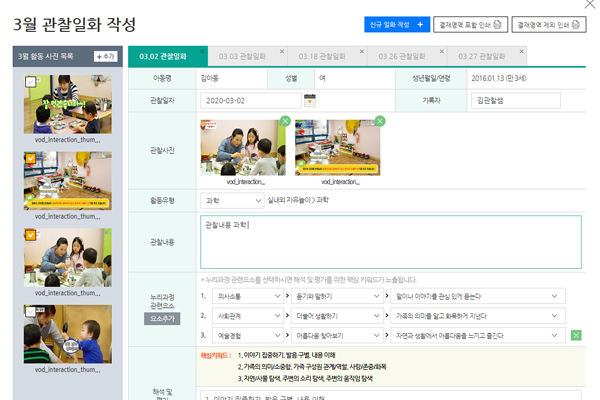 3월 관찰일화 작성
신규 일화 작성 +
결재영역 포함 인쇄
결재영역 제외 인쇄
3월 활동 사진 목록
+추가
vod_interaction_thum...
vod_interaction_thum...
vod_interaction_thum...
vod_interaction_thum...
03.02 관찰일화
03.03 관찰일화
03.18 관찰일화
03.26 관찰일화
03.27 관찰일화
아동명 김아동 성별 여 생년월일/연령 2016.01.13 (만3세)
관찰일자 2020-03-02 기록자 김관찰쌤
관찰사진
vod_interaction_... vod_interaction_...
활동유형 과학 실내외 자유놀이 > 과학
관찰내용 관찰내용 과학
* 누리과정 관련요소를 선택하시면 해석 및 평가를 위한 핵심 키워드가 노출됩니다.
누리과정
관련요소
요소추가
1. 의사소통 > 듣기와 말하기 > 말이나 이야기를 관심 있게 듣는다
2. 사회관계 > 더불어 생활하기 > 가족의 의미를 알고 화목하게 지낸다
3. 예술경험 > 아름다움 찾아보기 > 자연과 생활에서 아름다움을 느끼고 즐긴다
핵심키워드 : 1. 이야기 집중하기, 발음 구별, 내용 이해
2. 가족의 의미/소중함, 가족 구성원 관계/역할, 사랑/존중/화목
3. 자연/사물 탐색, 주변의 소리 탐색, 주변의 움직임 탐색
해석 및
평가
1. 이야기 집중하기, 발음 구별, 내용 이해